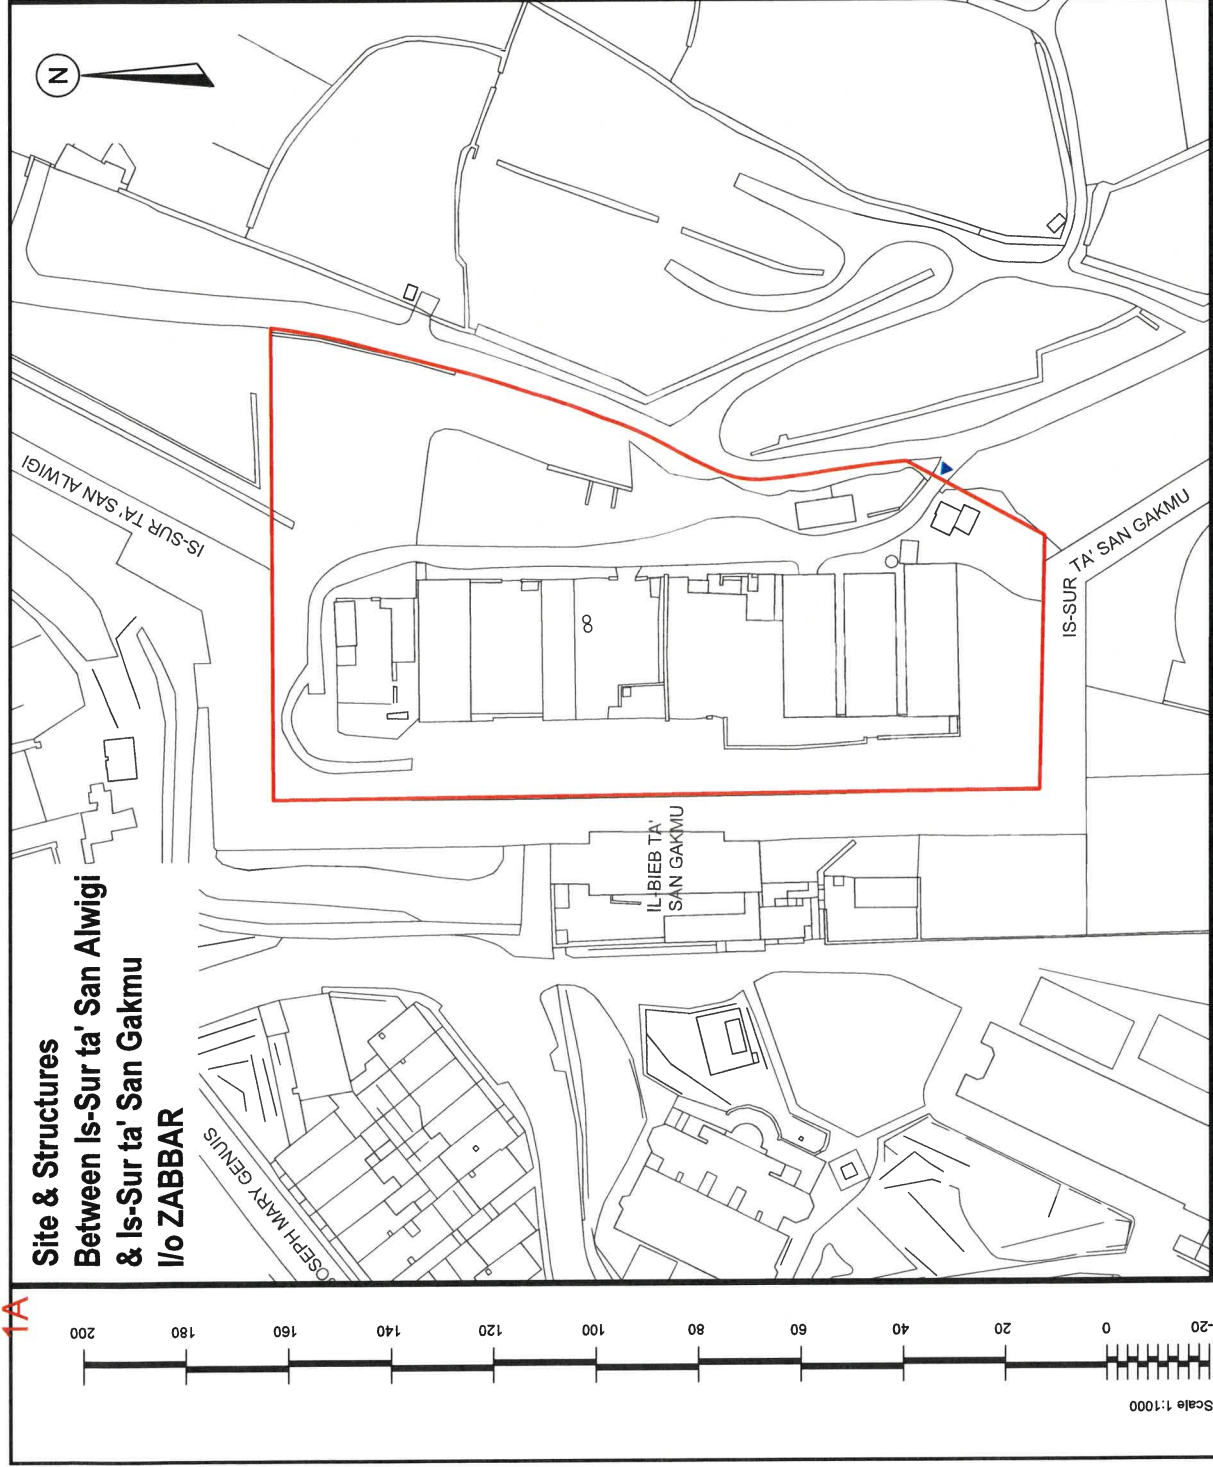 1A
Site & Structures
Between Is-Sur ta' San Alwigi
& Is-Sur ta' San Gakmu
l/o ZABBAR
N
IS-SUR TA' SAN ALWIGI
IS-SUR TA' SAN GAKMU
IL-BIEB TA'
SAN GAKMU
JOSEPH MARY GENUIS
Scale 1:1000
-20
0
20
40
60
80
100
120
140
160
180
200